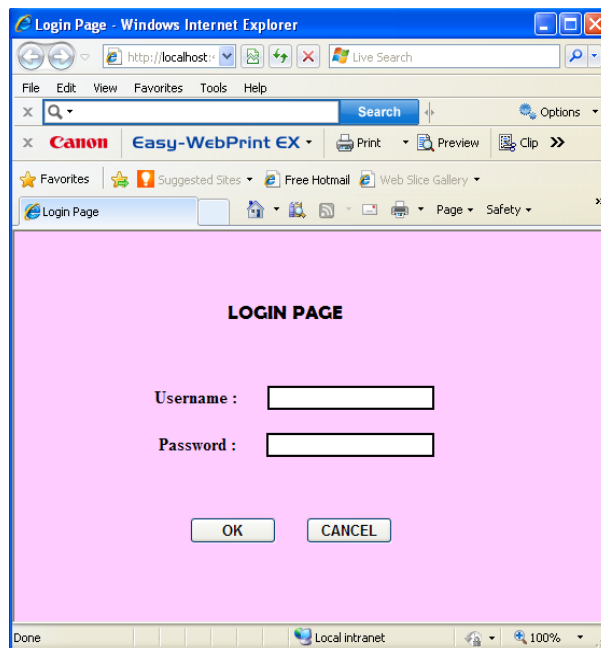 Login Page - Windows Internet Explorer
http://localhost:
Live Search
File Edit View Favorites Tools Help
x Search Options
x Canon Easy-WebPrint EX Print Preview Clip »
Favorites Suggested Sites Free Hotmail Web Slice Gallery
Login Page Page Safety »
LOGIN PAGE
Username :
Password :
OK CANCEL
Done Local intranet 100%